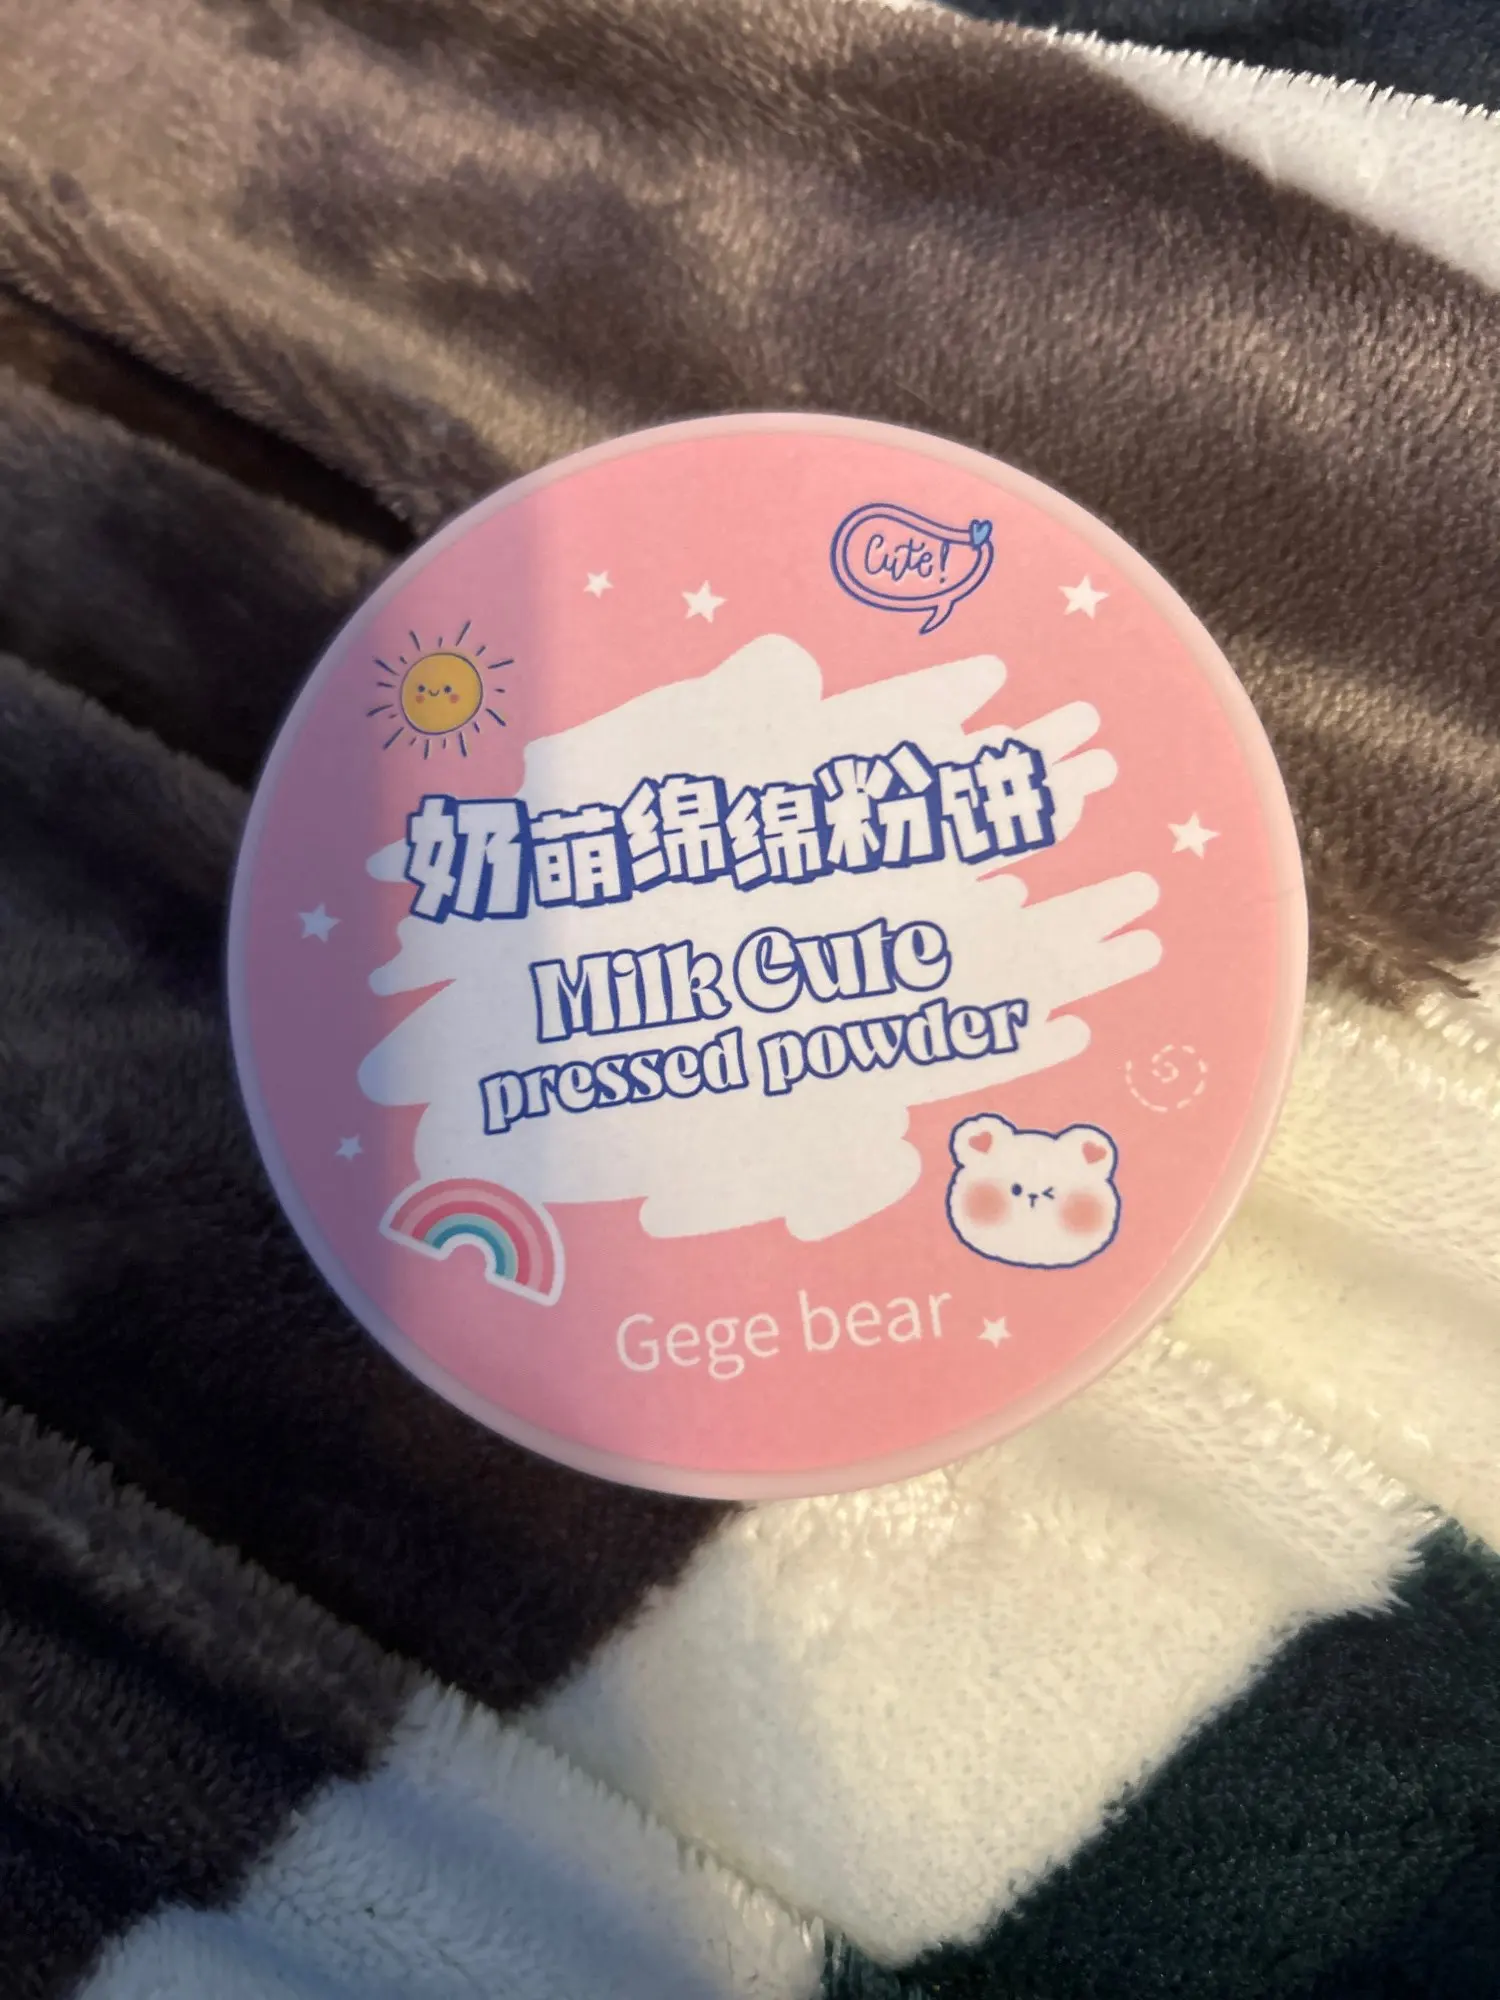 Cute!
奶萌绵绵粉饼
Milk Cute
pressed powder
Gege bear